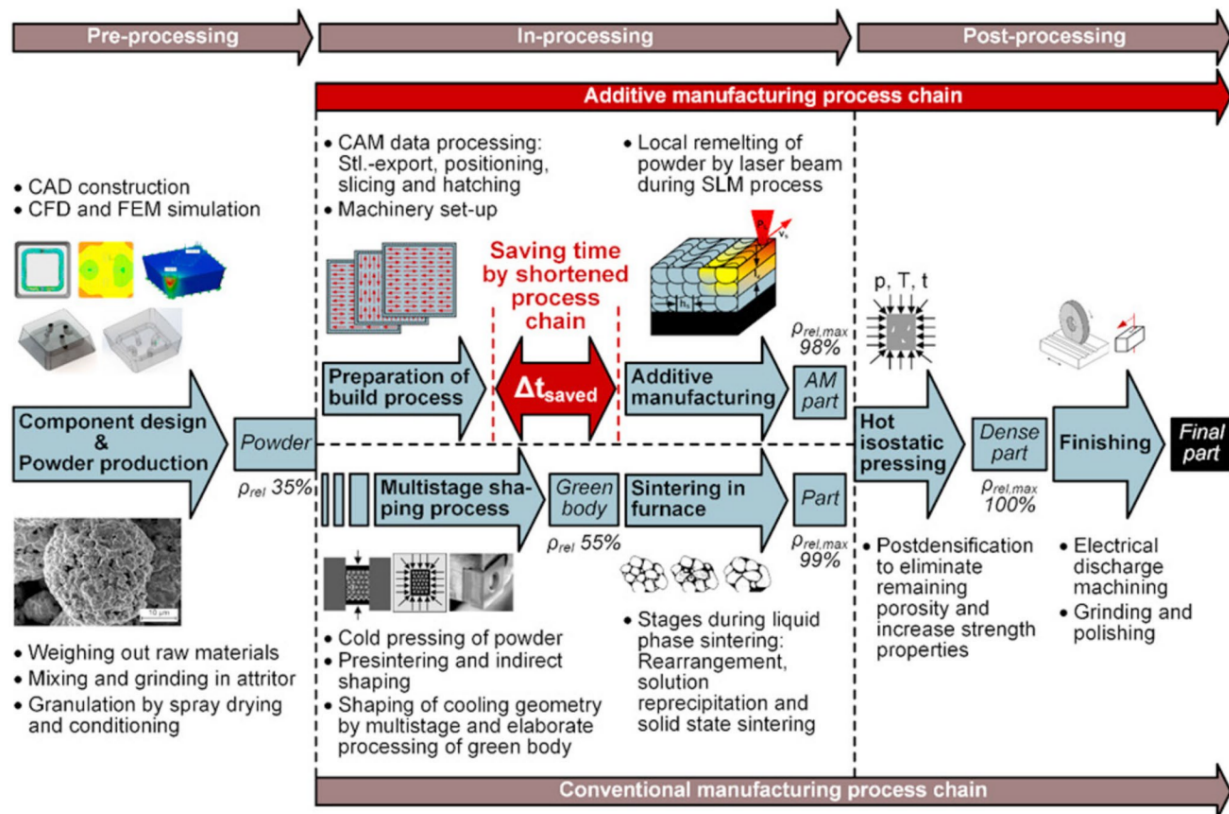 Pre-processing
In-processing
Post-processing
Additive manufacturing process chain
• CAD construction
• CFD and FEM simulation
• CAM data processing:
Stl.-export, positioning,
slicing and hatching
• Machinery set-up
• Local remelting of
powder by laser beam
during SLM process
Saving time
by shortened
process
chain
hₛ
p, T, t
ρrel,max
98%
Preparation of
build process
Δtsaved
Additive
manufacturing
AM
part
Component design
&
Powder production
Powder
ρrel 35%
Hot
isostatic
pressing
Dense
part
ρrel,max
100%
Finishing
Final
part
Multistage sha-
ping process
Green
body
ρrel 55%
Sintering in
furnace
Part
ρrel,max
99%
10 µm
• Weighing out raw materials
• Mixing and grinding in attritor
• Granulation by spray drying
and conditioning
• Cold pressing of powder
• Presintering and indirect
shaping
• Shaping of cooling geometry
by multistage and elaborate
processing of green body
• Stages during liquid
phase sintering:
Rearrangement,
solution
reprecipitation and
solid state sintering
• Postdensification
to eliminate
remaining
porosity and
increase strength
properties
• Electrical
discharge
machining
• Grinding and
polishing
Conventional manufacturing process chain